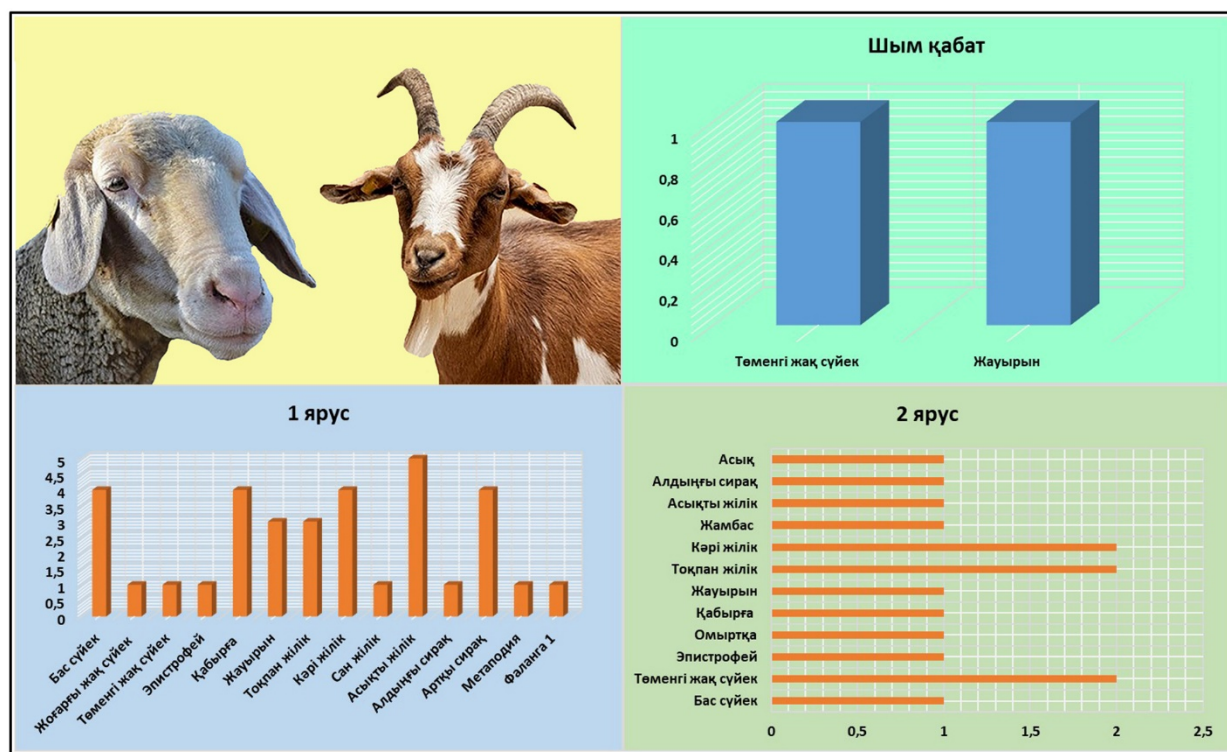 Шым қабат
1
0,8
0,6
0,4
0,2
0
Төменгі жақ сүйек
Жауырын
1 ярус
5
4,5
4
3,5
3
2,5
2
1,5
1
0,5
0
Бас сүйек
Жоғарғы жақ сүйек
Төменгі жақ сүйек
Эпистрофей
Қабырға
Жауырын
Тоқпан жілік
Кәрі жілік
Сан жілік
Асықты жілік
Алдыңғы сирақ
Артқы сирақ
Метаподия
Фаланга 1
2 ярус
Асық
Алдыңғы сирақ
Асықты жілік
Жамбас
Кәрі жілік
Тоқпан жілік
Жауырын
Қабырға
Омыртқа
Эпистрофей
Төменгі жақ сүйек
Бас сүйек
0 0,5 1 1,5 2 2,5